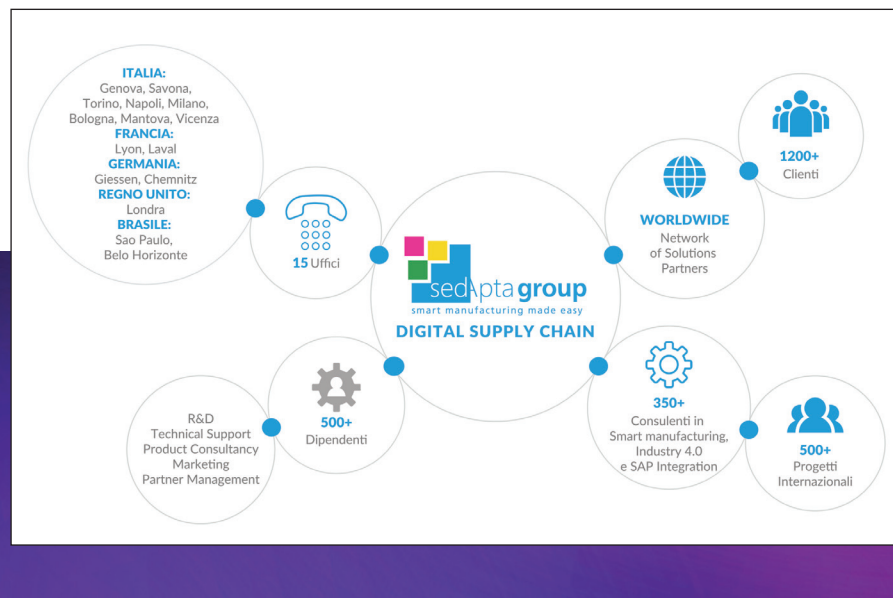 ITALIA:
Genova, Savona,
Torino, Napoli, Milano,
Bologna, Mantova, Vicenza
FRANCIA:
Lyon, Laval
GERMANIA:
Giessen, Chemnitz
REGNO UNITO:
Londra
BRASILE:
Sao Paulo,
Belo Horizonte
15 Uffici
sedApta group
smart manufacturing made easy
DIGITAL SUPPLY CHAIN
WORLDWIDE
Network
of Solutions
Partners
1200+
Clienti
R&D
Technical Support
Product Consultancy
Marketing
Partner Management
500+
Dipendenti
350+
Consulenti in
Smart manufacturing,
Industry 4.0
e SAP Integration
500+
Progetti
Internazionali